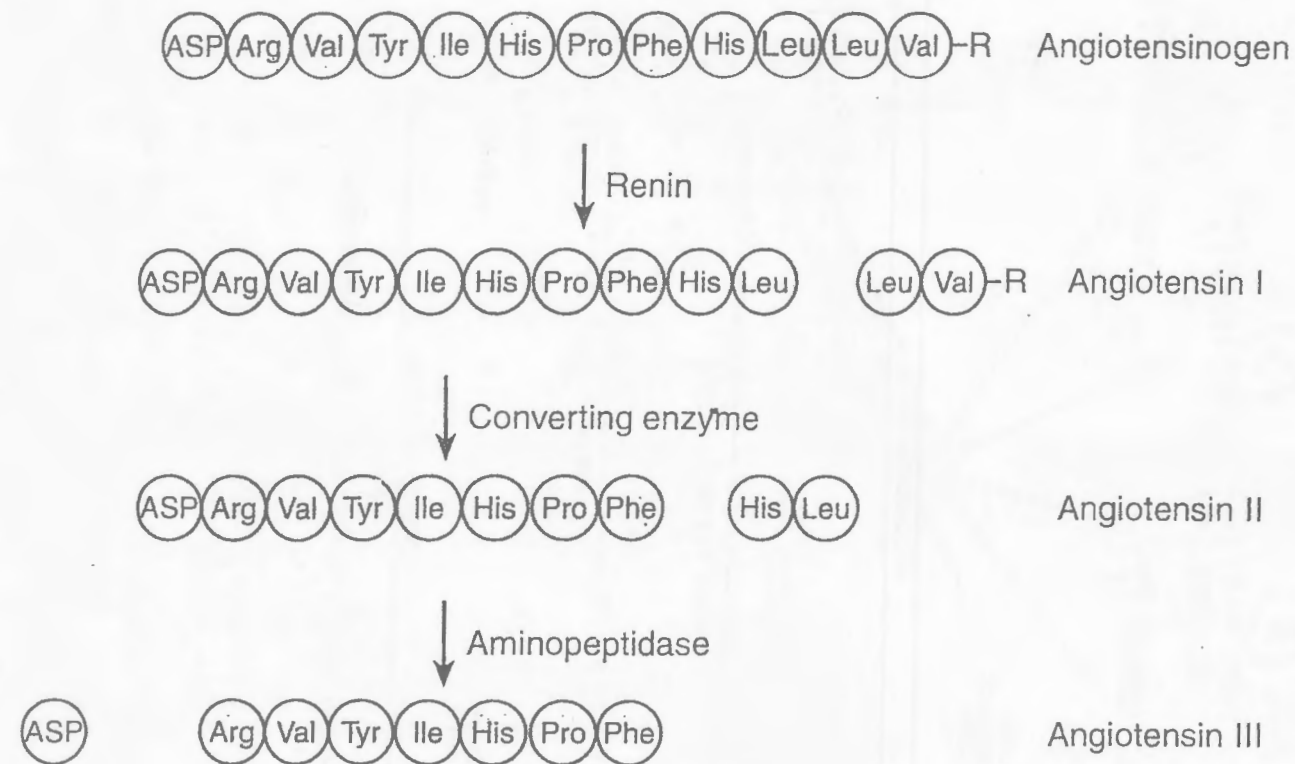 ASP Arg Val Tyr Ile His Pro Phe His Leu Leu Val -R Angiotensinogen
Renin
ASP Arg Val Tyr Ile His Pro Phe His Leu Leu Val -R Angiotensin I
Converting enzyme
ASP Arg Val Tyr Ile His Pro Phe His Leu Angiotensin II
Aminopeptidase
ASP Arg Val Tyr Ile His Pro Phe Angiotensin III